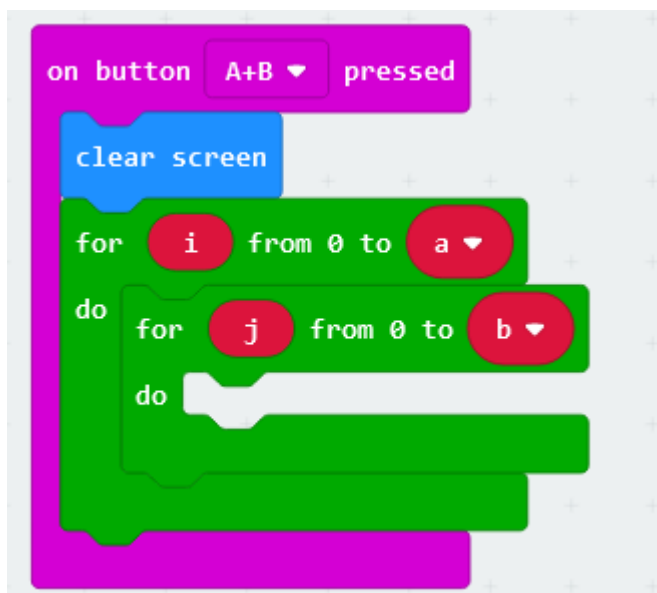 on button A+B pressed
clear screen
for i from 0 to a
do
for j from 0 to b
do